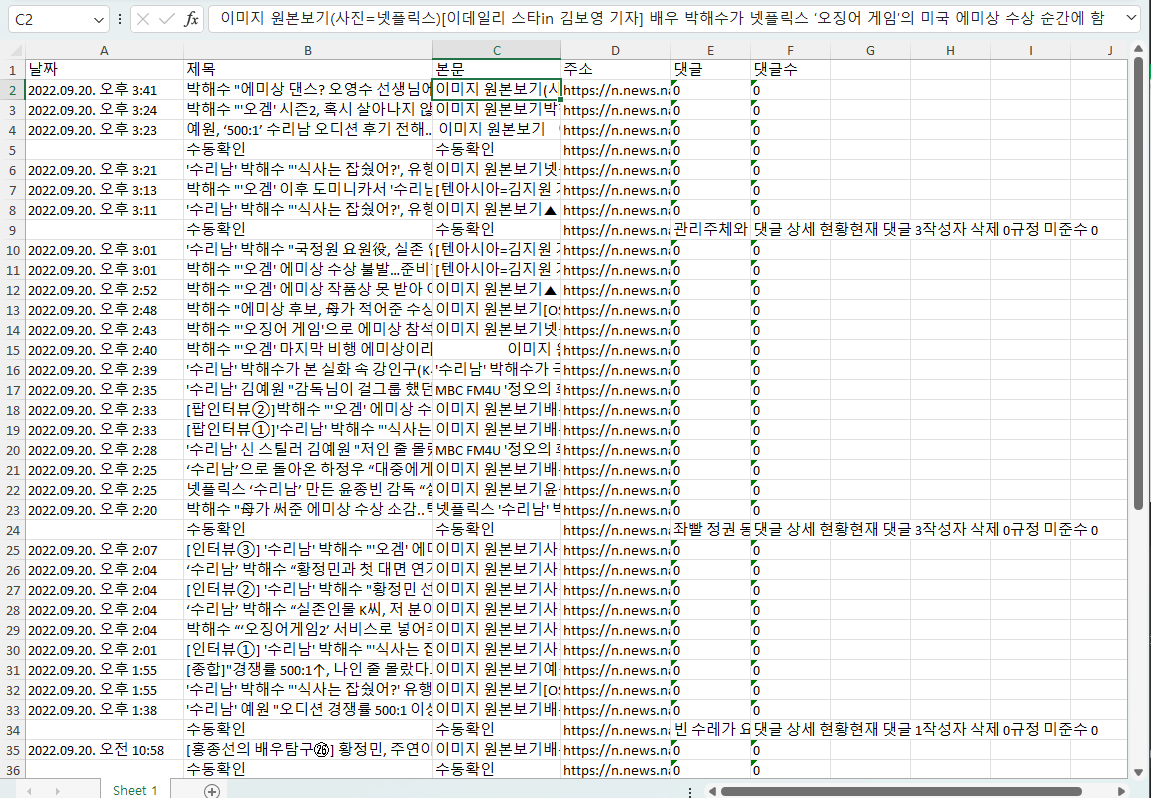 C2 fx 이미지 원본보기(사진=넷플릭스)[이데일리 스타in 김보영 기자] 배우 박해수가 넷플릭스 ‘오징어 게임’의 미국 에미상 수상 순간에 함
A B C D E F G H I J
1 날짜 제목 본문 주소 댓글 댓글수
2 2022.09.20. 오후 3:41 박해수 "에미상 댄스? 오영수 선생님에 이미지 원본보기(사 https://n.news.na 0 0
3 2022.09.20. 오후 3:24 박해수 "'오겜' 시즌2, 혹시 살아나지 않 이미지 원본보기박 https://n.news.na 0 0
4 2022.09.20. 오후 3:23 예원, ‘500:1’ 수리남 오디션 후기 전해.. 이미지 원본보기 https://n.news.na 0 0
5 수동확인 수동확인 https://n.news.na 0 0
6 2022.09.20. 오후 3:21 '수리남' 박해수 "'식사는 잡쉈어?', 유행 이미지 원본보기넷 https://n.news.na 0 0
7 2022.09.20. 오후 3:13 박해수 "'오겜' 이후 도미니카서 '수리남 [텐아시아=김지원 https://n.news.na 0 0
8 2022.09.20. 오후 3:11 '수리남' 박해수 "'식사는 잡쉈어?', 유행 이미지 원본보기▲ https://n.news.na 0 0
9 수동확인 수동확인 https://n.news.na 관리주체와 댓글 상세 현황현재 댓글 3작성자 삭제 0규정 미준수 0
10 2022.09.20. 오후 3:01 '수리남' 박해수 "국정원 요원役, 실존 [텐아시아=김지원 https://n.news.na 0 0
11 2022.09.20. 오후 3:01 박해수 "'오겜' 에미상 수상 불발...준비 [텐아시아=김지원 https://n.news.na 0 0
12 2022.09.20. 오후 2:52 박해수 "'오겜' 에미상 작품상 못 받아 이미지 원본보기▲ https://n.news.na 0 0
13 2022.09.20. 오후 2:48 박해수 "에미상 후보, 母가 적어준 수상 이미지 원본보기[OS https://n.news.na 0 0
14 2022.09.20. 오후 2:43 박해수 "'오징어 게임'으로 에미상 참석 이미지 원본보기넷 https://n.news.na 0 0
15 2022.09.20. 오후 2:40 박해수 "'오겜' 마지막 비행 에미상이라 이미지 원 https://n.news.na 0 0
16 2022.09.20. 오후 2:39 '수리남' 박해수가 본 실화 속 강인구(K '수리남' 박해수가 https://n.news.na 0 0
17 2022.09.20. 오후 2:35 '수리남' 김예원 "감독님이 걸그룹 했던 MBC FM4U '정오의 https://n.news.na 0 0
18 2022.09.20. 오후 2:33 [팝인터뷰②]박해수 "'오겜' 에미상 수 이미지 원본보기배 https://n.news.na 0 0
19 2022.09.20. 오후 2:33 [팝인터뷰①]'수리남' 박해수 "'식사는 이미지 원본보기배 https://n.news.na 0 0
20 2022.09.20. 오후 2:28 '수리남' 신 스틸러 김예원 "저인 줄 몰랐 MBC FM4U '정오의 https://n.news.na 0 0
21 2022.09.20. 오후 2:25 ‘수리남’으로 돌아온 하정우 “대중에게 이미지 원본보기배 https://n.news.na 0 0
22 2022.09.20. 오후 2:25 넷플릭스 ‘수리남’ 만든 윤종빈 감독 “실 이미지 원본보기윤 https://n.news.na 0 0
23 2022.09.20. 오후 2:20 박해수 "母가 써준 에미상 수상 소감.. 넷플릭스 '수리남' 박 https://n.news.na 0 0
24 수동확인 수동확인 https://n.news.na 좌빨 정권 동 댓글 상세 현황현재 댓글 3작성자 삭제 0규정 미준수 0
25 2022.09.20. 오후 2:07 [인터뷰③] '수리남' 박해수 "'오겜' 에미 이미지 원본보기사 https://n.news.na 0 0
26 2022.09.20. 오후 2:04 ‘수리남’ 박해수 “황정민과 첫 대면 연기 이미지 원본보기사 https://n.news.na 0 0
27 2022.09.20. 오후 2:04 [인터뷰②] '수리남' 박해수 "황정민 선 이미지 원본보기사 https://n.news.na 0 0
28 2022.09.20. 오후 2:04 ‘수리남’ 박해수 “실존인물 K씨, 저 분이 이미지 원본보기사 https://n.news.na 0 0
29 2022.09.20. 오후 2:04 박해수 “‘오징어게임2’ 서비스로 넣어주 이미지 원본보기사 https://n.news.na 0 0
30 2022.09.20. 오후 2:01 [인터뷰①] '수리남' 박해수 "'식사는 잡 이미지 원본보기사 https://n.news.na 0 0
31 2022.09.20. 오후 1:55 [종합]"경쟁률 500:1↑, 나인 줄 몰랐다. 이미지 원본보기예 https://n.news.na 0 0
32 2022.09.20. 오후 1:55 '수리남' 박해수 "'식사는 잡쉈어?' 유행 이미지 원본보기[OS https://n.news.na 0 0
33 2022.09.20. 오후 1:38 '수리남' 예원 "오디션 경쟁률 500:1 이상 이미지 원본보기배 https://n.news.na 0 0
34 수동확인 수동확인 https://n.news.na 빈 수레가 요 댓글 상세 현황현재 댓글 1작성자 삭제 0규정 미준수 0
35 2022.09.20. 오전 10:58 [홍종선의 배우탐구] 황정민, 주연이 이미지 원본보기배 https://n.news.na 0 0
36 수동확인 수동확인 https://n.news.na 0 0
Sheet 1